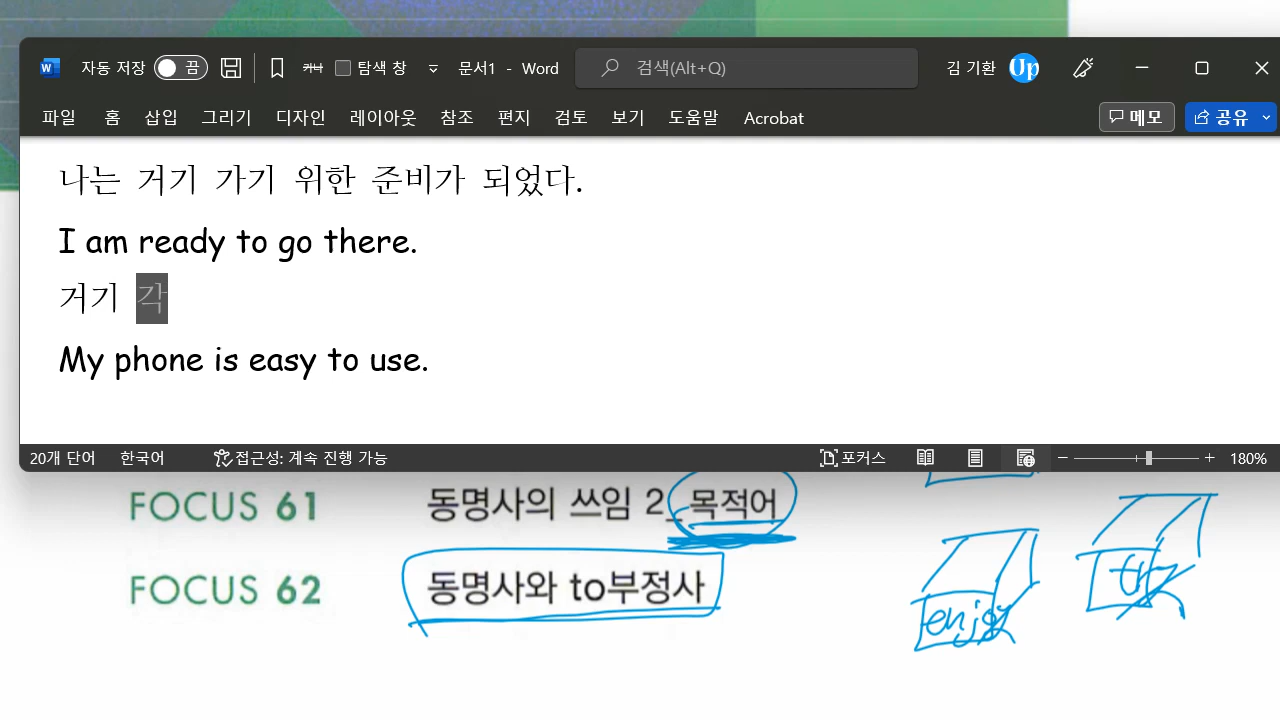 자동 저장 끔 가나 탐색 창 문서1 - Word 검색(Alt+Q) 김 기환 Up
파일 홈 삽입 그리기 디자인 레이아웃 참조 편지 검토 보기 도움말 Acrobat 메모 공유
나는 거기 가기 위한 준비가 되었다.
I am ready to go there.
거기 각
My phone is easy to use.
20개 단어 한국어 접근성: 계속 진행 가능 포커스 180%
FOCUS 61 동명사의 쓰임 2_목적어
FOCUS 62 동명사와 to부정사
enjoy